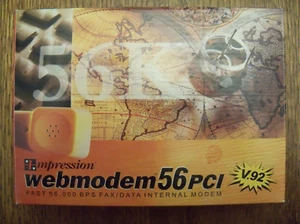 56K
impression
webmodem56PCI
V.92
FAST 56,000 BPS FAX/DATA INTERNAL MODEM